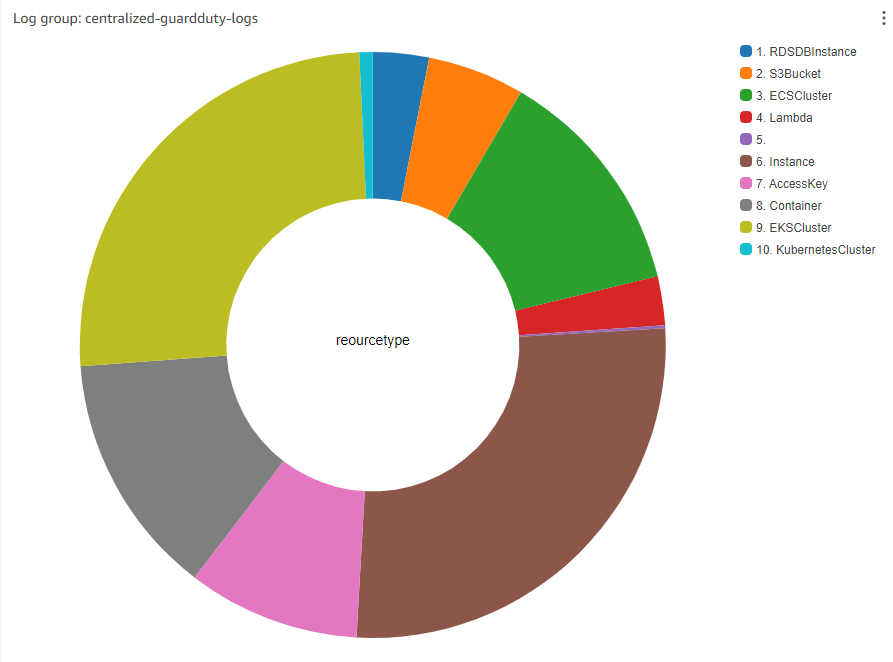 Log group: centralized-guardduty-logs
1. RDSDBInstance
2. S3Bucket
3. ECSCluster
4. Lambda
5.
6. Instance
7. AccessKey
8. Container
9. EKSCluster
10. KubernetesCluster
reourcetype